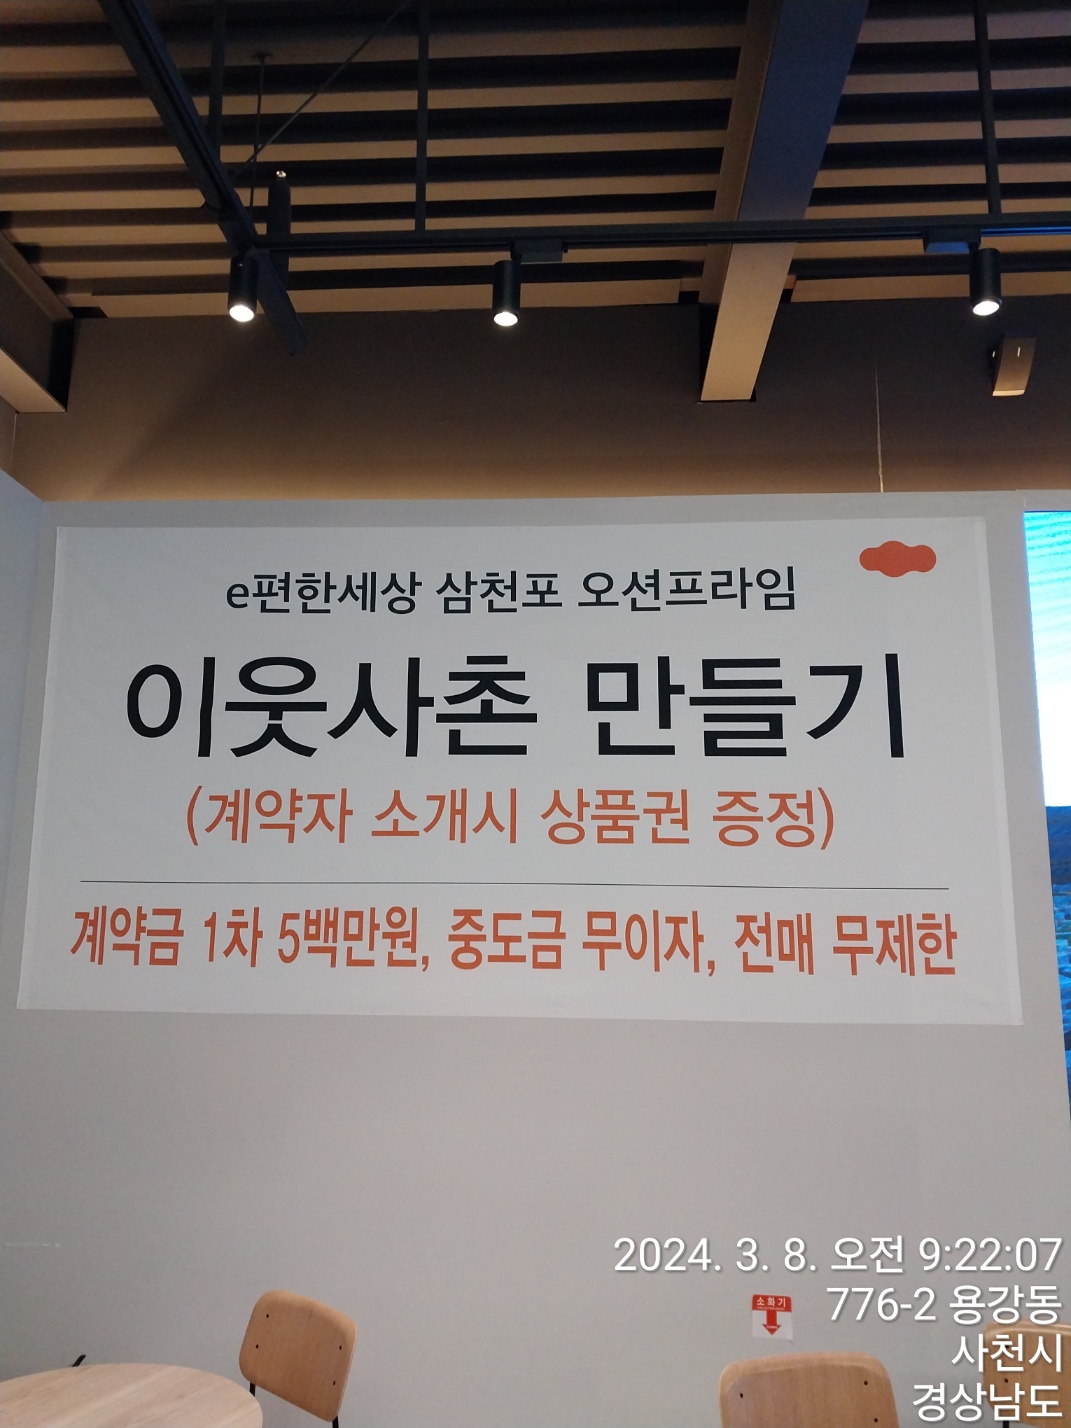 e편한세상 삼천포 오션프라임
이웃사촌 만들기
(계약자 소개시 상품권 증정)
계약금 1차 5백만원, 중도금 무이자, 전매 무제한
소화기
2024. 3. 8. 오전 9:22:07
776-2 용강동
사천시
경상남도